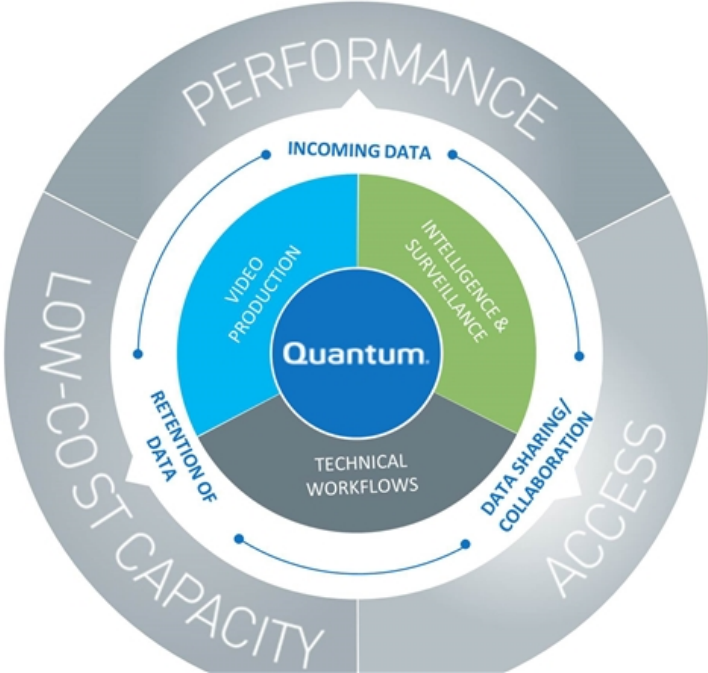 PERFORMANCE
INCOMING DATA
VIDEO
PRODUCTION
INTELLIGENCE &
SURVEILLANCE
Quantum.
TECHNICAL
WORKFLOWS
RETENTION OF
DATA
DATA SHARING/
COLLABORATION
LOW-COST CAPACITY
ACCESS